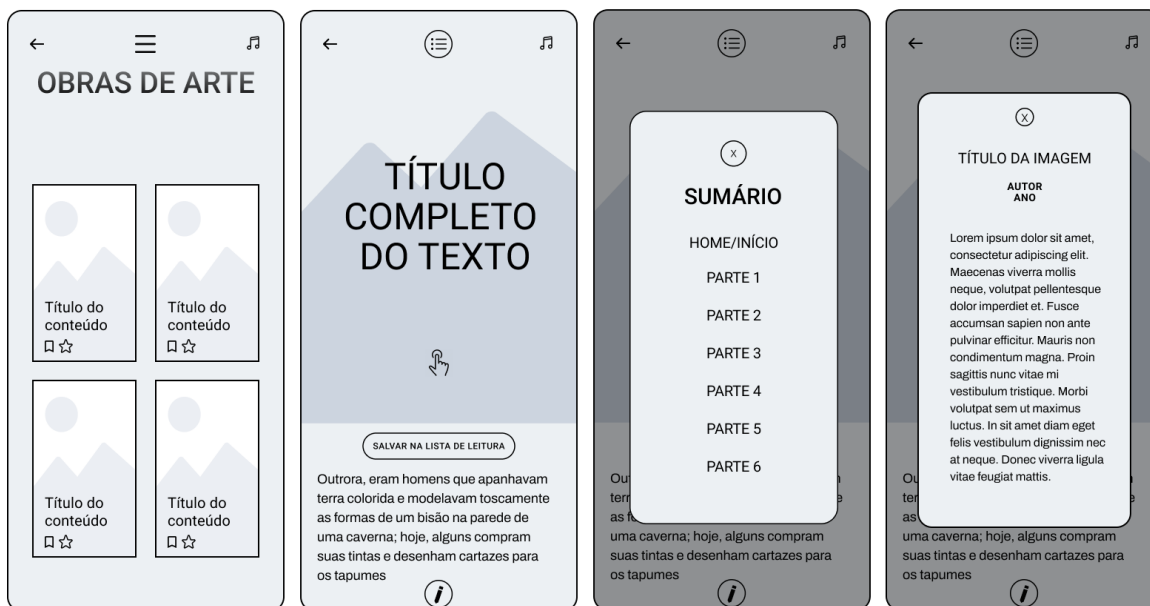 OBRAS DE ARTE
Título do
conteúdo
Título do
conteúdo
Título do
conteúdo
Título do
conteúdo
TÍTULO
COMPLETO
DO TEXTO
SALVAR NA LISTA DE LEITURA
Outrora, eram homens que apanhavam
terra colorida e modelavam toscamente
as formas de um bisão na parede de
uma caverna; hoje, alguns compram
suas tintas e desenham cartazes para
os tapumes
i
X
SUMÁRIO
HOME/INÍCIO
PARTE 1
PARTE 2
PARTE 3
PARTE 4
PARTE 5
PARTE 6
uma caverna; hoje, alguns compram
suas tintas e desenham cartazes para
os tapumes
i
X
TÍTULO DA IMAGEM
AUTOR
ANO
Lorem ipsum dolor sit amet,
consectetur adipiscing elit.
Maecenas viverra mollis
neque, volutpat pellentesque
dolor imperdiet et. Fusce
accumsan sapien non ante
pulvinar efficitur. Mauris non
condimentum magna. Proin
sagittis nunc vitae mi
vestibulum tristique. Morbi
volutpat sem ut maximus
luctus. In sit amet diam eget
felis vestibulum dignissim nec
at neque. Donec viverra ligula
vitae feugiat mattis.
uma caverna; hoje, alguns compram
suas tintas e desenham cartazes para
os tapumes
i